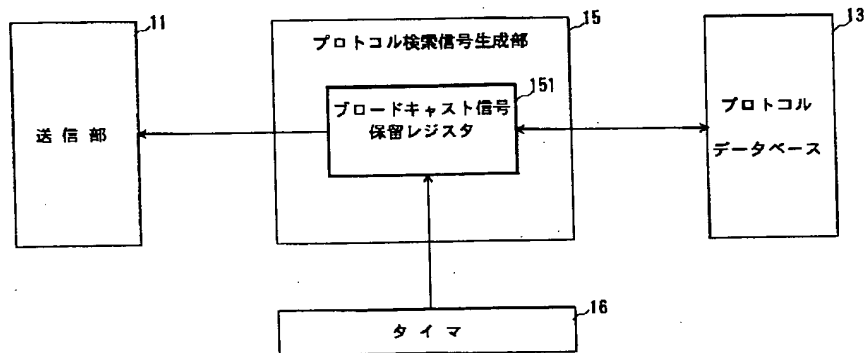 11
送信部
15
プロトコル検索信号生成部
151
ブロードキャスト信号
保留レジスタ
13
プロトコル
データベース
16
タイマ